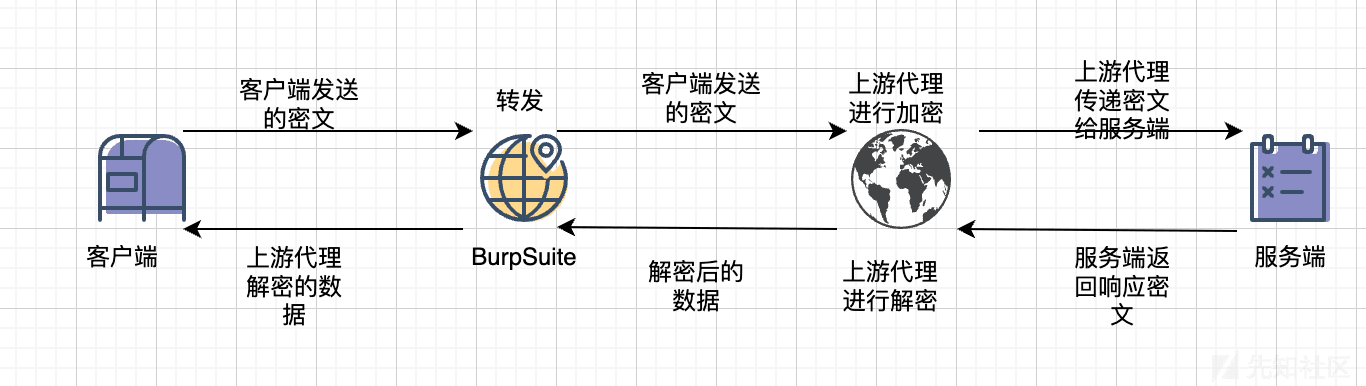 客户端发送
的密文
转发
客户端发送
的密文
上游代理
进行加密
上游代理
传递密文
给服务端
客户端
上游代理
解密的数
据
BurpSuite
解密后的
数据
上游代理
进行解密
服务端返
回响应密
文
服务端
先知社区